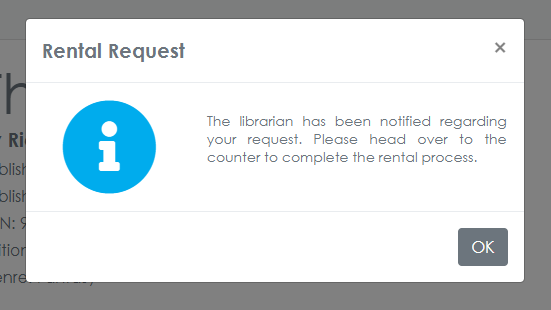 Rental Request
×
The librarian has been notified regarding
your request. Please head over to the
counter to complete the rental process.
OK